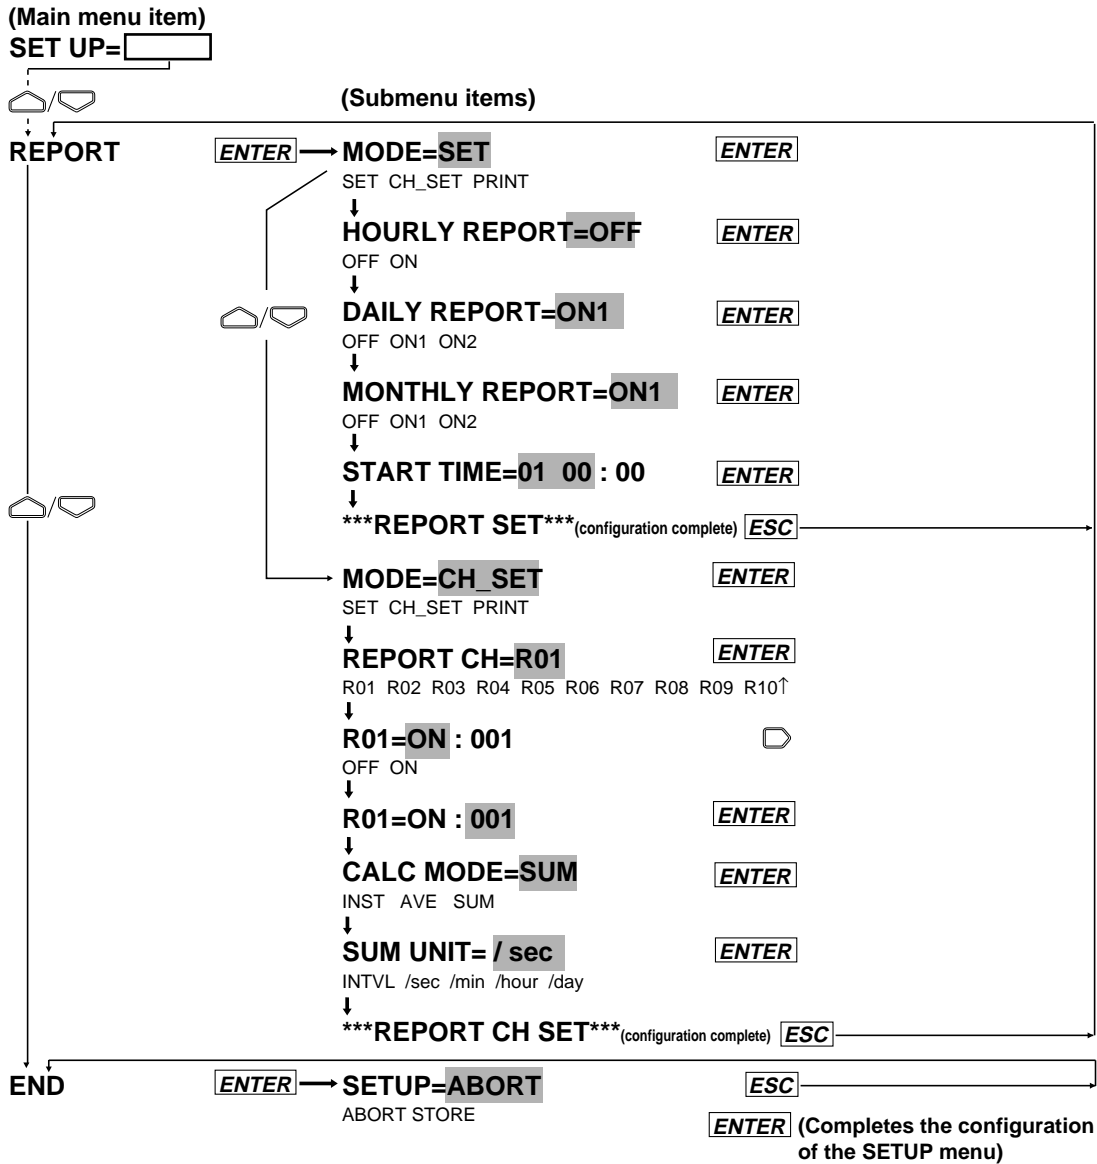 (Main menu item)
SET UP=
/
(Submenu items)
REPORT ENTER MODE=SET ENTER
SET CH_SET PRINT
HOURLY REPORT=OFF ENTER
OFF ON
/ DAILY REPORT=ON1 ENTER
OFF ON1 ON2
MONTHLY REPORT=ON1 ENTER
OFF ON1 ON2
START TIME=01 00 : 00 ENTER
/
***REPORT SET***(configuration complete) ESC
MODE=CH_SET ENTER
SET CH_SET PRINT
REPORT CH=R01 ENTER
R01 R02 R03 R04 R05 R06 R07 R08 R09 R10↑
R01=ON : 001
OFF ON
R01=ON : 001 ENTER
CALC MODE=SUM ENTER
INST AVE SUM
SUM UNIT= / sec ENTER
INTVL /sec /min /hour /day
***REPORT CH SET***(configuration complete) ESC
END ENTER SETUP=ABORT ESC
ABORT STORE
ENTER (Completes the configuration
of the SETUP menu)